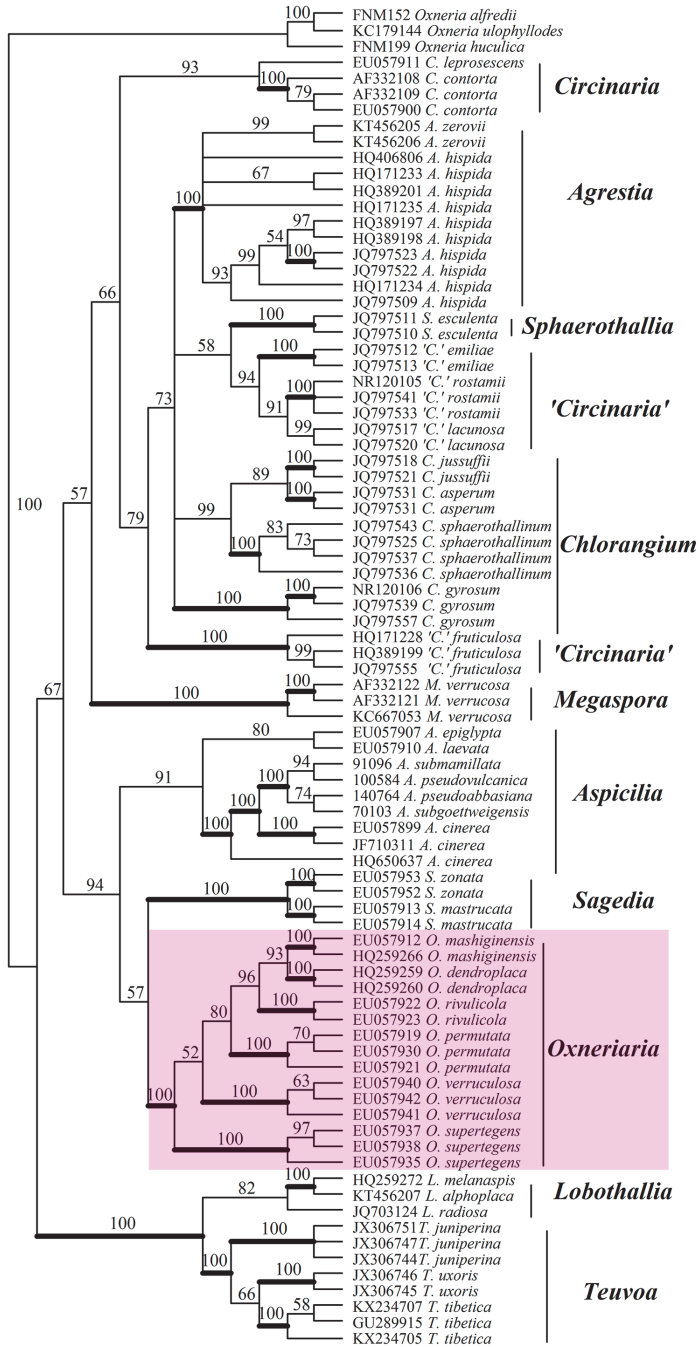 100
FNM152 Oxneria alfredii
KC179144 Oxneria ulophyllodes
FNM199 Oxneria huculica
93
EU057911 C. leprosescens
100
AF332108 C. contorta
79
AF332109 C. contorta
EU057900 C. contorta
Circinaria
99
KT456205 A. zerovii
KT456206 A. zerovii
HQ406806 A. hispida
67
HQ171233 A. hispida
HQ389201 A. hispida
100
HQ171235 A. hispida
Agrestia
97
HQ389197 A. hispida
54
HQ389198 A. hispida
99
100
JQ797523 A. hispida
93
JQ797522 A. hispida
HQ171234 A. hispida
JQ797509 A. hispida
66
100
JQ797511 S. esculenta
JQ797510 S. esculenta
Sphaerothallia
58
100
JQ797512 'C.' emiliae
JQ797513 'C.' emiliae
94
100
NR120105 'C.' rostamii
JQ797541 'C.' rostamii
91
JQ797533 'C.' rostamii
99
JQ797517 'C.' lacunosa
JQ797520 'C.' lacunosa
'Circinaria'
73
100
JQ797518 C. jussuffii
89
JQ797521 C. jussuffii
100
JQ797531 C. asperum
JQ797531 C. asperum
99
83
JQ797543 C. sphaerothallinum
73
JQ797525 C. sphaerothallinum
100
JQ797537 C. sphaerothallinum
JQ797536 C. sphaerothallinum
Chlorangium
100
57
79
100
NR120106 C. gyrosum
100
JQ797539 C. gyrosum
JQ797557 C. gyrosum
100
HQ171228 'C.' fruticulosa
99
HQ389199 'C.' fruticulosa
JQ797555 'C.' fruticulosa
'Circinaria'
67
100
100
AF332122 M. verrucosa
AF332121 M. verrucosa
KC667053 M. verrucosa
Megaspora
80
EU057907 A. epiglypta
EU057910 A. laevata
91
94
91096 A. submamillata
100
100584 A. pseudovulcanica
74
140764 A. pseudoabbasiana
100
70103 A. subgoettweigensis
100
100
EU057899 A. cinerea
JF710311 A. cinerea
HQ650637 A. cinerea
Aspicilia
94
100
100
EU057953 S. zonata
EU057952 S. zonata
100
EU057913 S. mastrucata
EU057914 S. mastrucata
Sagedia
57
100
EU057912 O. mashiginensis
93
HQ259266 O. mashiginensis
100
HQ259259 O. dendroplaca
96
HQ259260 O. dendroplaca
100
EU057922 O. rivulicola
EU057923 O. rivulicola
80
70
EU057919 O. permutata
100
EU057930 O. permutata
EU057921 O. permutata
52
63
EU057940 O. verruculosa
100
EU057942 O. verruculosa
EU057941 O. verruculosa
100
97
EU057937 O. supertegens
100
EU057938 O. supertegens
EU057935 O. supertegens
Oxneriaria
100
HQ259272 L. melanaspis
82
KT456207 L. alphoplaca
JQ703124 L. radiosa
Lobothallia
100
100
JX306751T. juniperina
JX306747T. juniperina
JX306744T. juniperina
100
100
JX306746 T. uxoris
JX306745 T. uxoris
66
58
KX234707 T. tibetica
100
GU289915 T. tibetica
KX234705 T. tibetica
Teuvoa